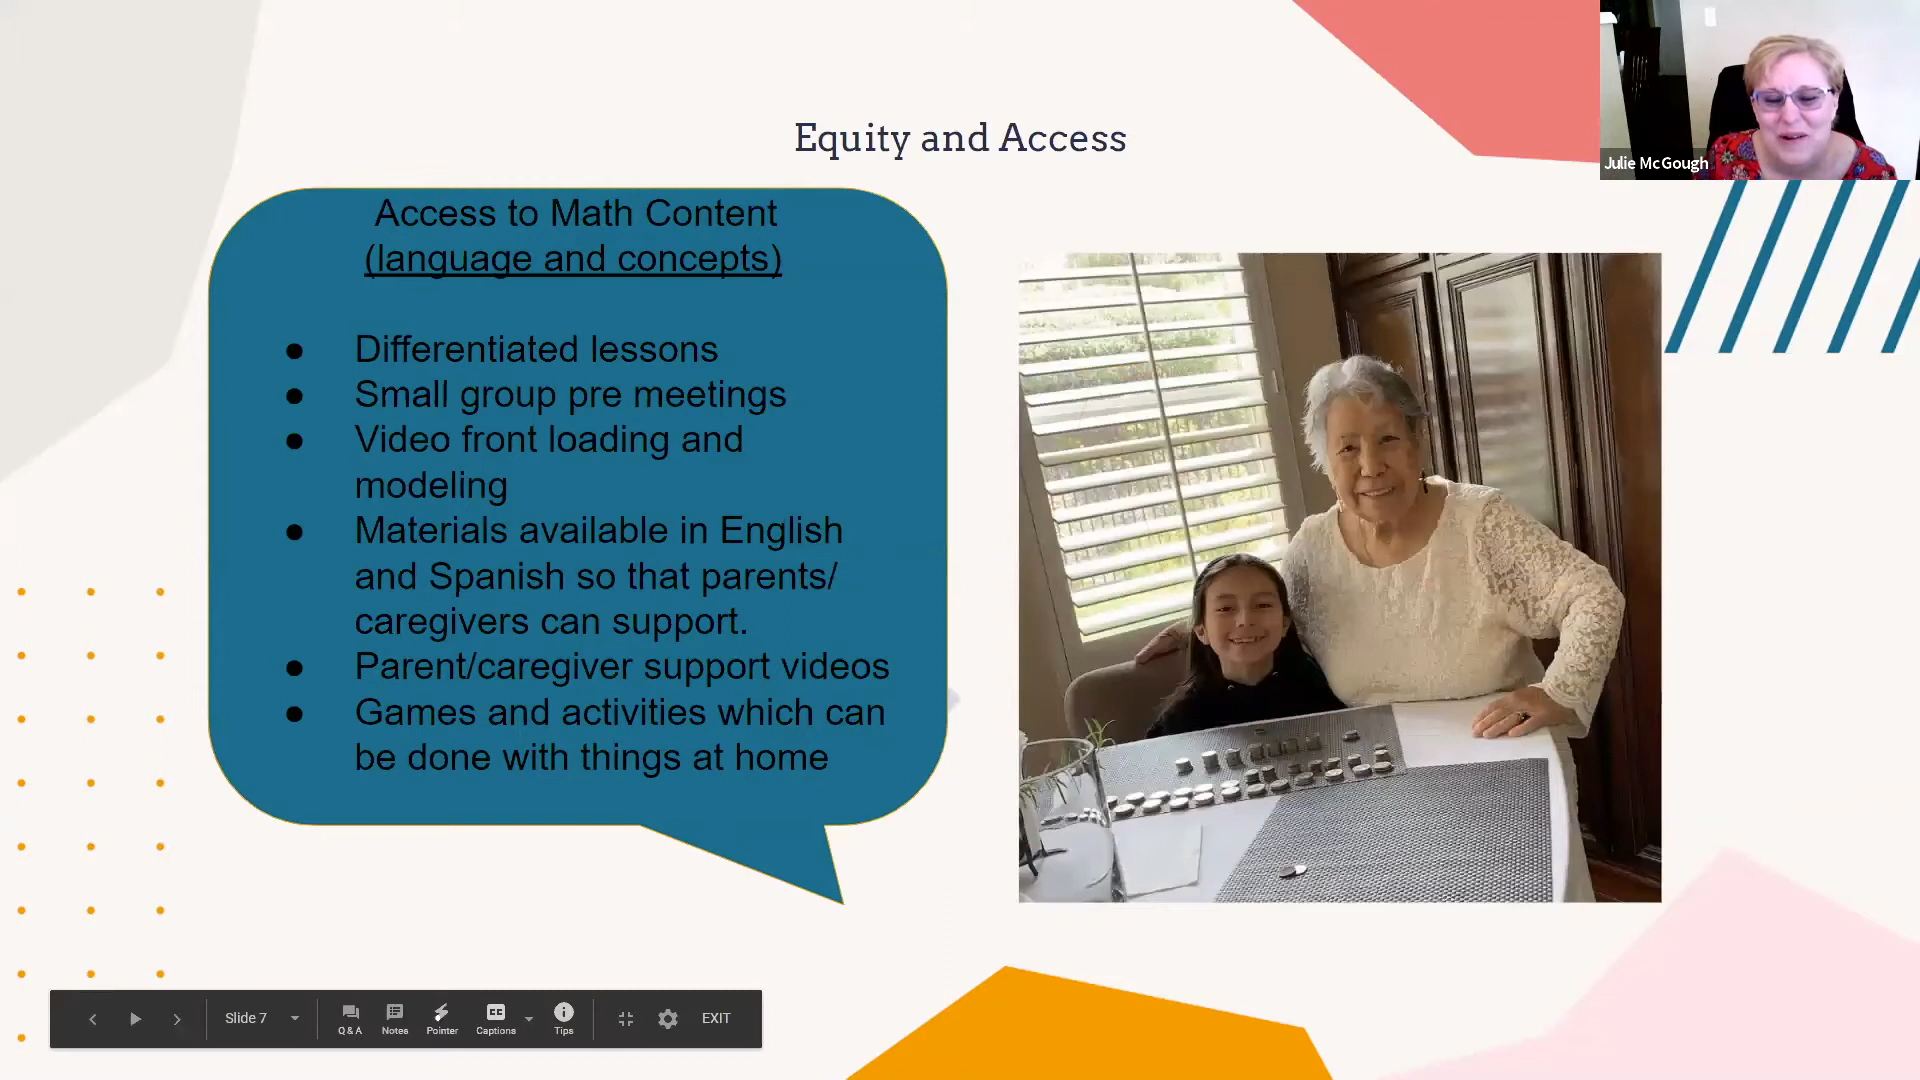 Equity and Access
Julie McGough
Access to Math Content
(language and concepts)
● Differentiated lessons
● Small group pre meetings
● Video front loading and
modeling
● Materials available in English
and Spanish so that parents/
caregivers can support.
● Parent/caregiver support videos
● Games and activities which can
be done with things at home
Slide 7
Q & A
Notes
Pointer
CC
Captions
Tips
EXIT